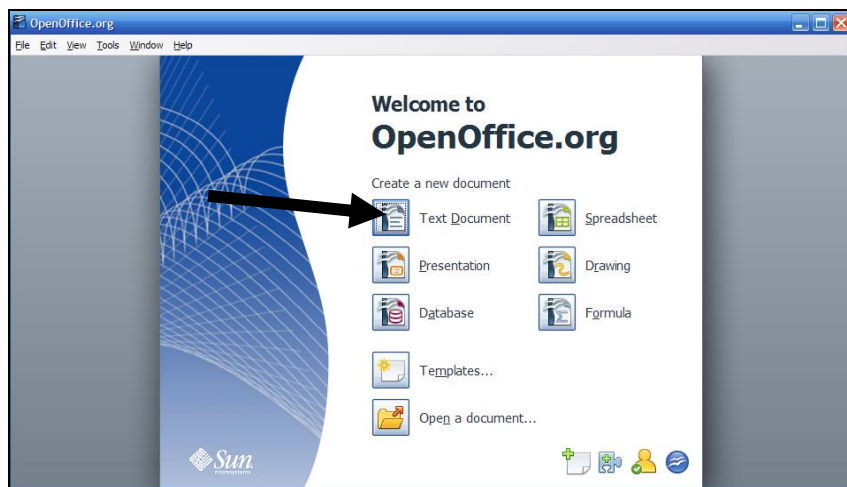 OpenOffice.org
File Edit View Tools Window Help
Welcome to
OpenOffice.org
Create a new document
Text Document Spreadsheet
Presentation Drawing
Database Formula
Templates...
Open a document...
Sun
microsystems